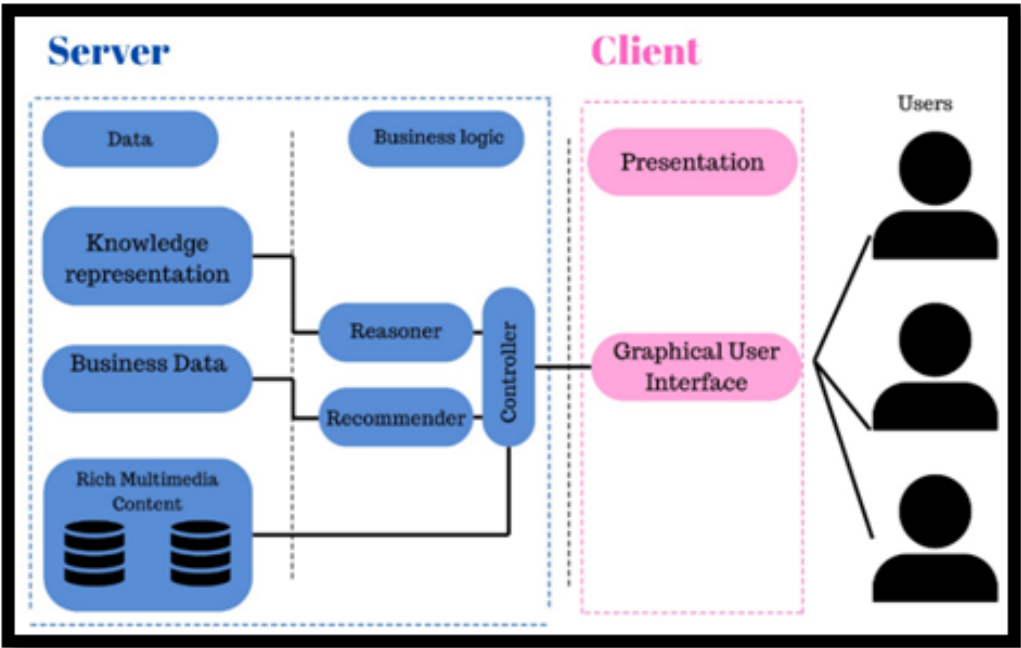 Server
Client
Data
Business logic
Presentation
Users
Knowledge
representation
Business Data
Reasoner
Recommender
Controller
Graphical User
Interface
Rich Multimedia
Content